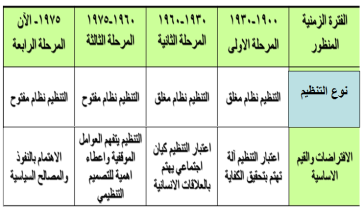 الفترة الزمنية
المنظور
١٩٠٠-١٩٣٠
المرحلة الاولى
١٩٣٠-١٩٦٠
المرحلة الثانية
١٩٦٠-١٩٧٥
المرحلة الثالثة
١٩٧٥- الأن
المرحلة الرابعة
نوع التنظيم
التنظيم نظام مغلق
التنظيم نظام مغلق
التنظيم نظام مفتوح
التنظيم نظام مفتوح
الافتراضات والقيم
الاساسية
اعتبار التنظيم آلة
تهتم بتحقيق الكفاية
اعتبار التنظيم كيان
اجتماعي يهتم
بالعلاقات الانسانية
التنظيم يتفهم العوامل
الموقفية واعطاء
اهمية للتصميم
التنظيمي
الاهتمام بالنفوذ
والمصالح السياسية